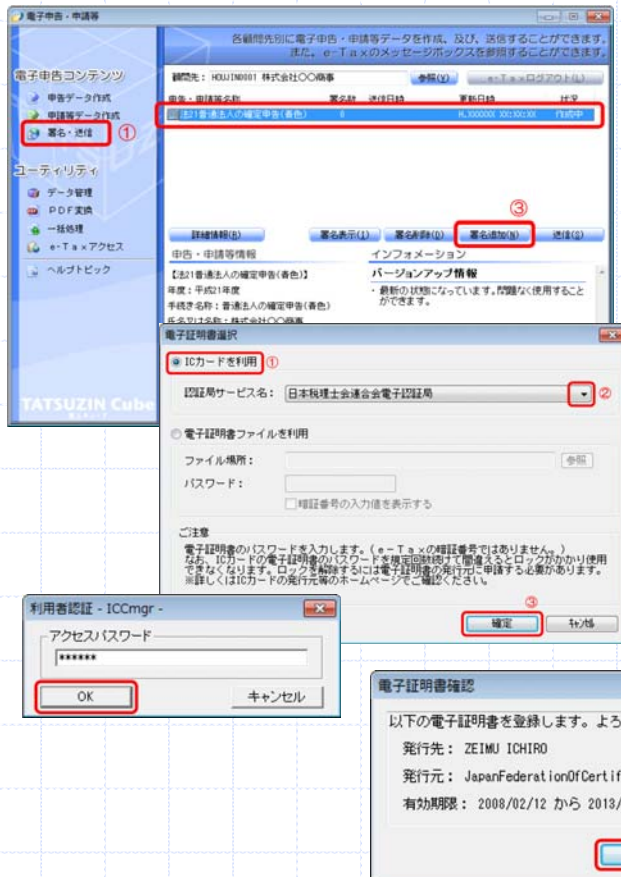 電子申告・申請等
各顧問先別に電子申告・申請等データを作成、及び、送信することができます。
また、e-Taxのメッセージボックスを参照することができます。
電子申告コンテンツ
申告データ作成
申請等データ作成
署名・送信 ①
ユーティリティ
データ管理
PDF変換
一括処理
e-Taxアクセス
ヘルプトピック
TATSUZIN Cube
顧問先: HOUJIN0001 株式会社〇〇商事 参照(V) e-Taxログアウト(L)
申告・申請等名称 署名数 送信日時 更新日時 状況
法21普通法人の確定申告(青色) 0 H.XXXXXX XX:XX:XX 作成中
③
詳細情報(B) 署名表示(I) 署名削除(D) 署名追加(N) 送信(S)
申告・申請等情報 インフォメーション
【法21普通法人の確定申告(青色)】
年度:平成21年度
手続き名称:普通法人の確定申告(青色)
氏名又は名称:株式会社〇〇商事
バージョンアップ情報
・最新の状態になっています。問題なく使用すること
ができます。
電子証明書選択
ICカードを利用 ①
認証局サービス名: 日本税理士会連合会電子認証局 ②
電子証明書ファイルを利用
ファイル場所: 参照
パスワード:
暗証番号の入力値を表示する
ご注意
電子証明書のパスワードを入力します。(e-Taxの暗証番号ではありません。)
なお、ICカードの電子証明書のパスワードを規定回数続けて間違えるとロックがかかり使用
できなくなります。ロックを解除するには電子証明書の発行元に申請する必要があります。
※詳しくはICカードの発行元等のホームページでご確認ください。
③
確定 キャンセル
利用者認証 - ICCmgr -
アクセスパスワード
******
OK キャンセル
電子証明書確認
以下の電子証明書を登録します。よろ
発行先: ZEIMU ICHIRO
発行元: JapanFederationOfCertif
有効期限: 2008/02/12 から 2013/